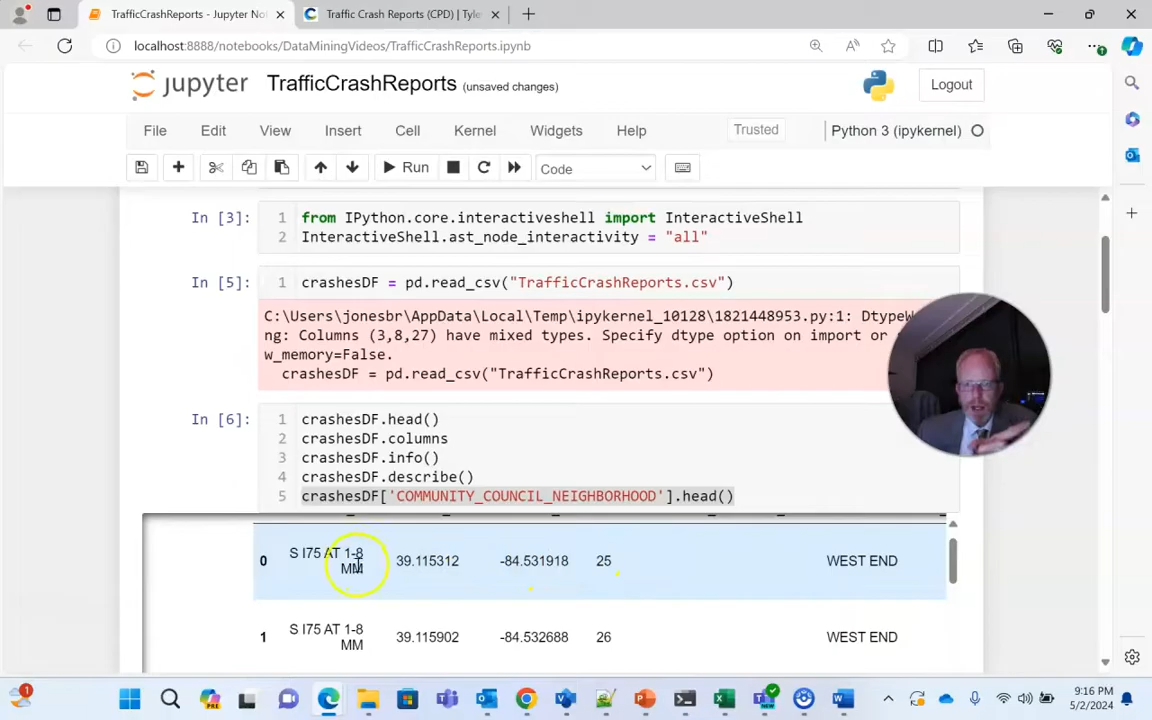 TrafficCrashReports - Jupyter No
Traffic Crash Reports (CPD) | Tyle
localhost:8888/notebooks/DataMiningVideos/TrafficCrashReports.ipynb
jupyter TrafficCrashReports (unsaved changes)
Logout
File Edit View Insert Cell Kernel Widgets Help
Trusted
Python 3 (ipykernel)
Run
Code
In [3]:
1 from IPython.core.interactiveshell import InteractiveShell
2 InteractiveShell.ast_node_interactivity = "all"
In [5]:
1 crashesDF = pd.read_csv("TrafficCrashReports.csv")
C:\Users\jonesbr\AppData\Local\Temp\ipykernel_10128\1821448953.py:1: DtypeW
ng: Columns (3,8,27) have mixed types. Specify dtype option on import or
w_memory=False.
crashesDF = pd.read_csv("TrafficCrashReports.csv")
In [6]:
1 crashesDF.head()
2 crashesDF.columns
3 crashesDF.info()
4 crashesDF.describe()
5 crashesDF['COMMUNITY_COUNCIL_NEIGHBORHOOD'].head()
0 S I75 AT 1-8 MM 39.115312 -84.531918 25 WEST END
1 S I75 AT 1-8 MM 39.115902 -84.532688 26 WEST END
9:16 PM
5/2/2024